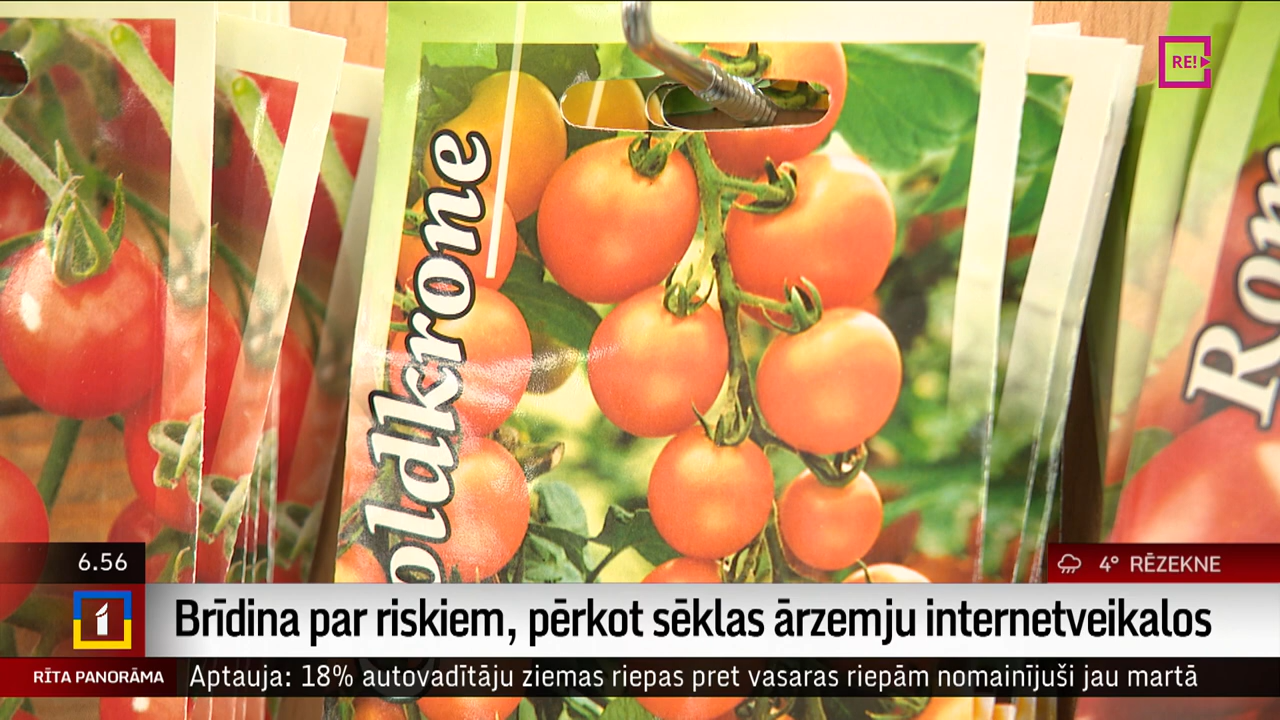 RE!
oldkrone
Rom
6.56
4° RĒZEKNE
1
Brīdina par riskiem, pērkot sēklas ārzemju internetveikalos
RĪTA PANORĀMA
Aptauja: 18% autovadītāju ziemas riepas pret vasaras riepām nomainījuši jau martā